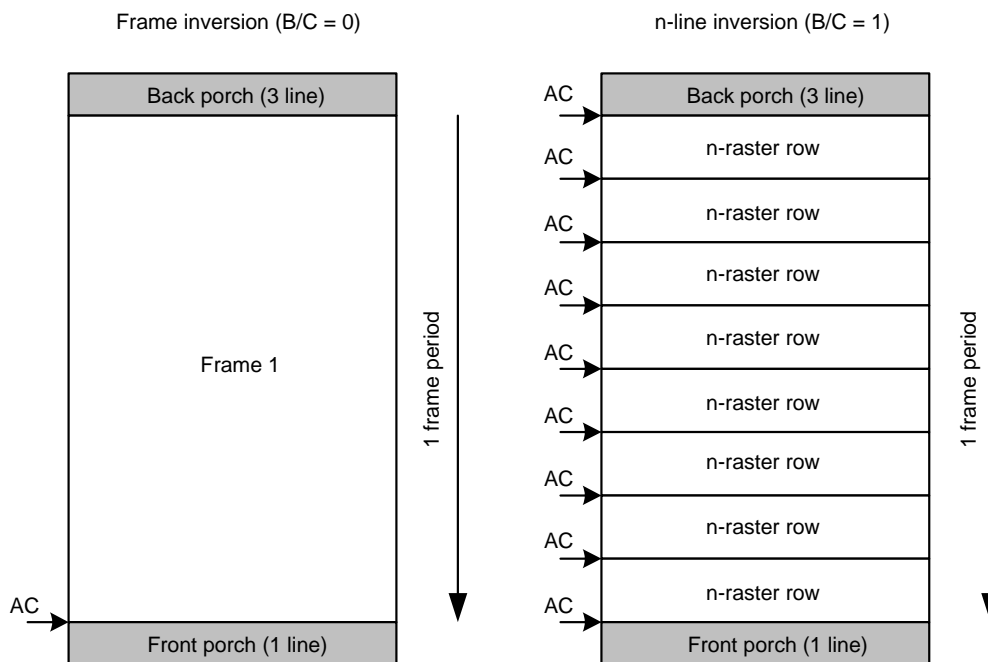 Frame inversion (B/C = 0)
Back porch (3 line)
Frame 1
1 frame period
AC
Front porch (1 line)
n-line inversion (B/C = 1)
AC
Back porch (3 line)
n-raster row
AC
n-raster row
AC
n-raster row
AC
n-raster row
AC
n-raster row
AC
n-raster row
AC
n-raster row
AC
n-raster row
AC
Front porch (1 line)
1 frame period